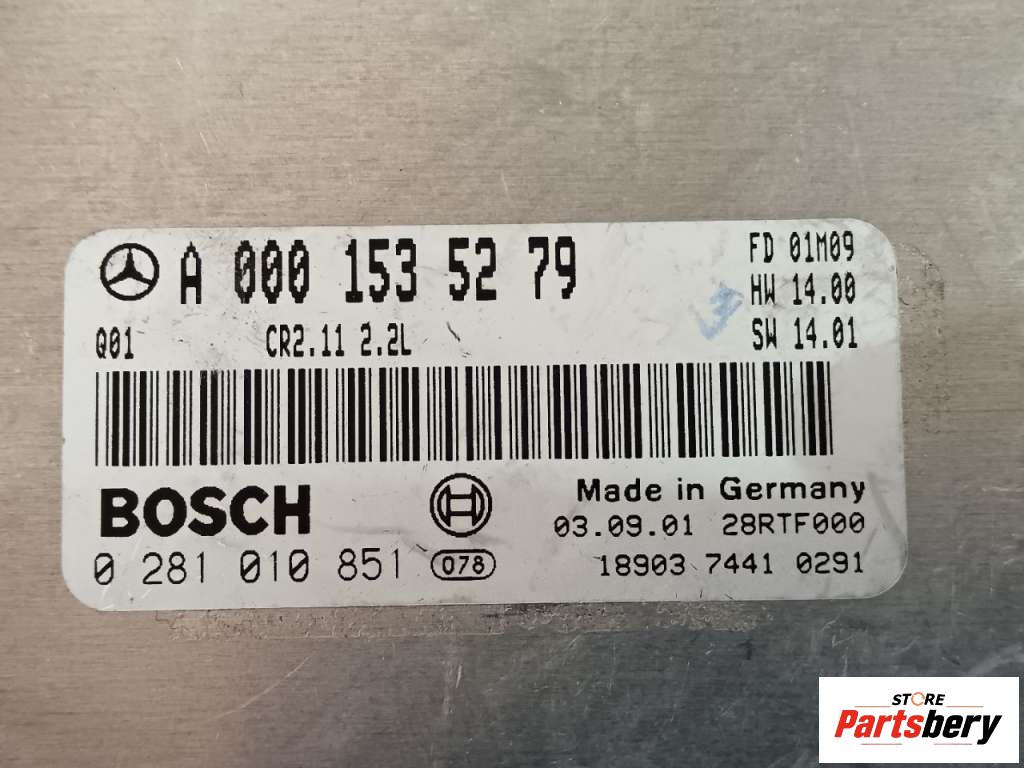 A 000 153 52 79
FD 01M09
HW 14.00
Q01 CR2.11 2.2L
SW 14.01
BOSCH
Made in Germany
03.09.01 28RTF000
0 281 010 851 078
18903 7441 0291
STORE
Partsbery